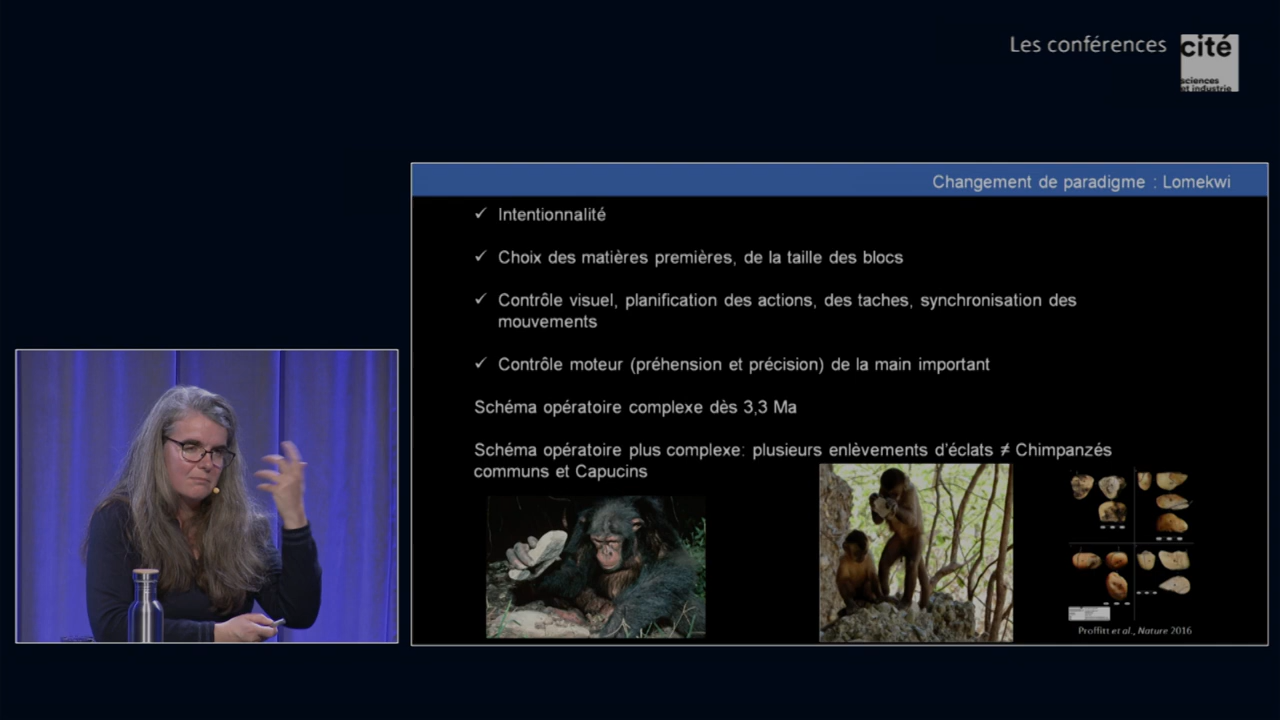 Les conférences
cité
sciences
et industrie
Changement de paradigme : Lomekwi
✓ Intentionnalité
✓ Choix des matières premières, de la taille des blocs
✓ Contrôle visuel, planification des actions, des taches, synchronisation des
mouvements
✓ Contrôle moteur (préhension et précision) de la main important
Schéma opératoire complexe dès 3,3 Ma
Schéma opératoire plus complexe: plusieurs enlèvements d'éclats ≠ Chimpanzés
communs et Capucins
Proffitt et al., Nature 2016